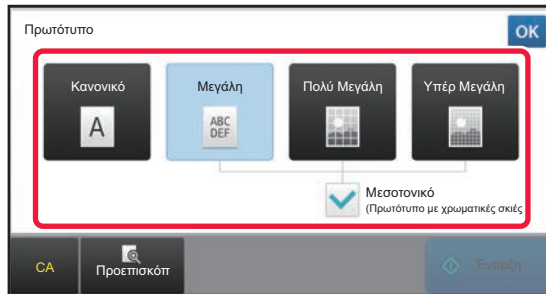 Πρωτότυπο
OK
Κανονικό
Μεγάλη
Πολύ Μεγάλη
Υπέρ Μεγάλη
A
ABC
DEF
Μεσοτονικό
(Πρωτότυπο με χρωματικές σκιές
CA
Προεπισκόπ
Έναρξη